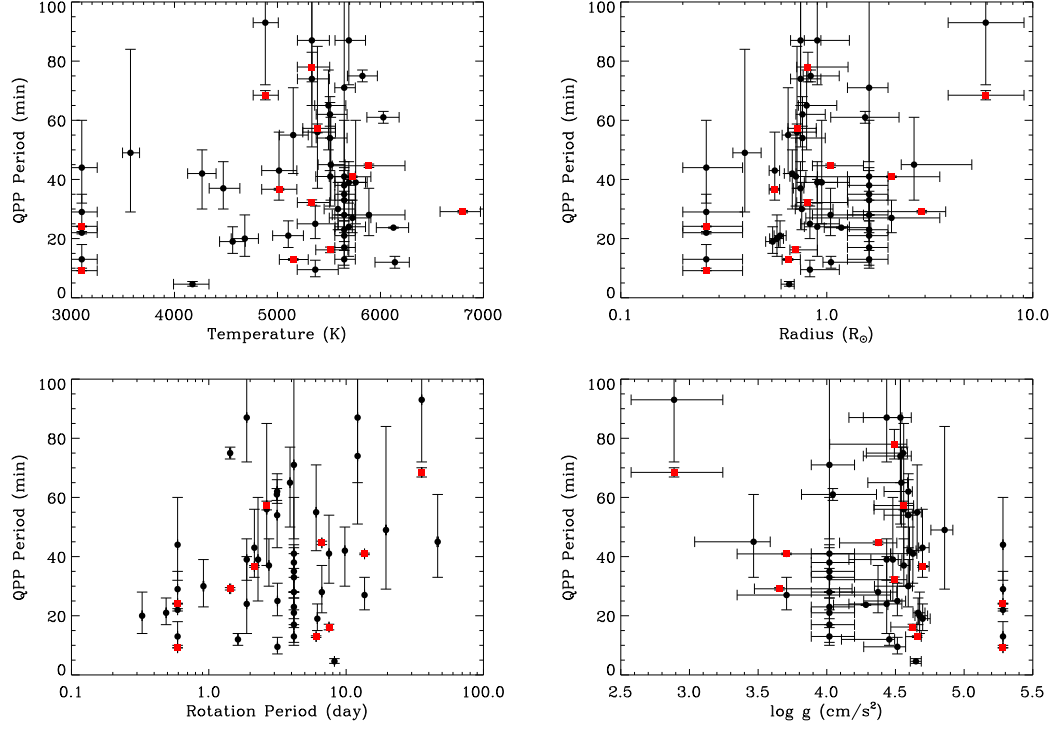 100
80
60
40
20
0
QPP Period (min)
3000 4000 5000 6000 7000
Temperature (K)
100
80
60
40
20
0
QPP Period (min)
0.1 1.0 10.0
Radius (R☉)
100
80
60
40
20
0
QPP Period (min)
0.1 1.0 10.0 100.0
Rotation Period (day)
100
80
60
40
20
0
QPP Period (min)
2.5 3.0 3.5 4.0 4.5 5.0 5.5
log g (cm/s²)